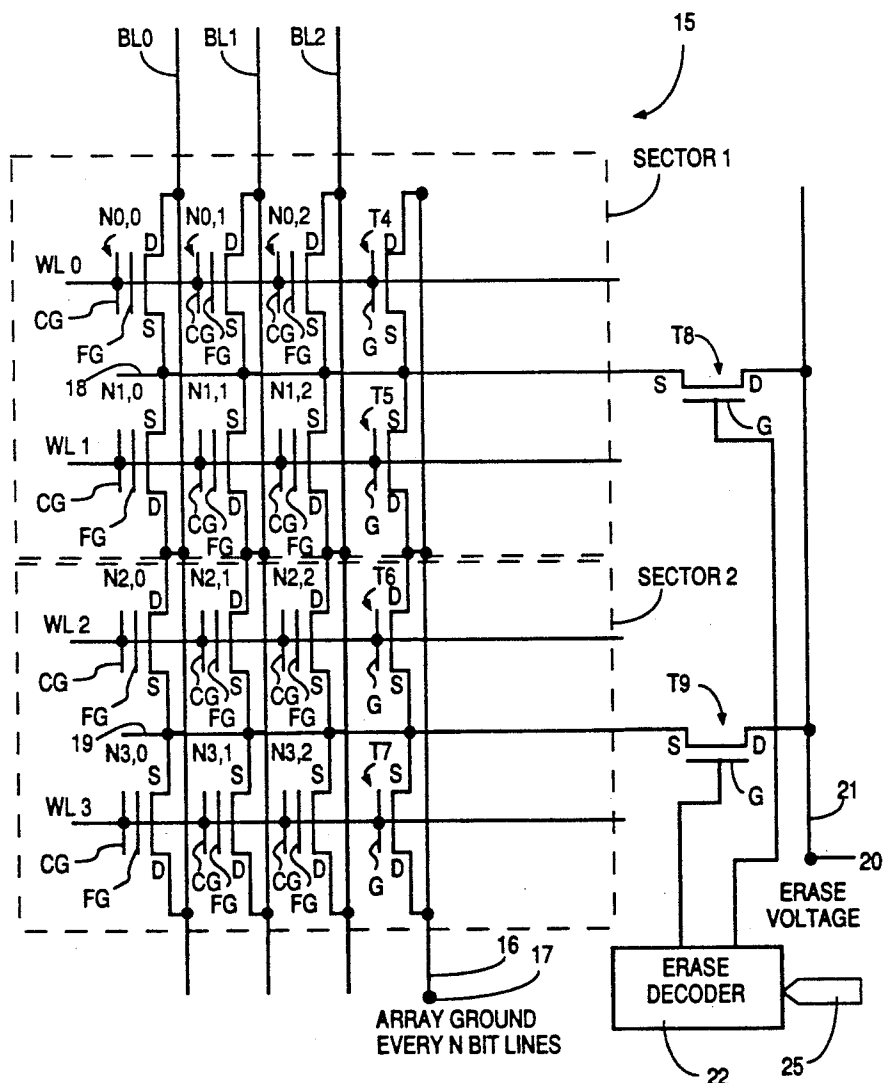 BL0 BL1 BL2 15
SECTOR 1
N0,0 N0,1 N0,2 T4
D D D D
WL 0
CG CG CG G
S S S S
FG FG FG
T8
18
S D
N1,0 N1,1 N1,2 T5
G
S S S S
WL 1
CG CG CG G
D D D D
FG FG FG
N2,0 N2,1 N2,2 T6
SECTOR 2
D D D D
WL 2
CG CG CG G
S S S S
FG FG FG
T9
19
S D
N3,0 N3,1 N3,2 T7
G
S S S S
21
WL 3
CG CG CG G
D D D D
FG FG FG
20
ERASE
VOLTAGE
16
17
ERASE
DECODER
ARRAY GROUND
EVERY N BIT LINES
22 25